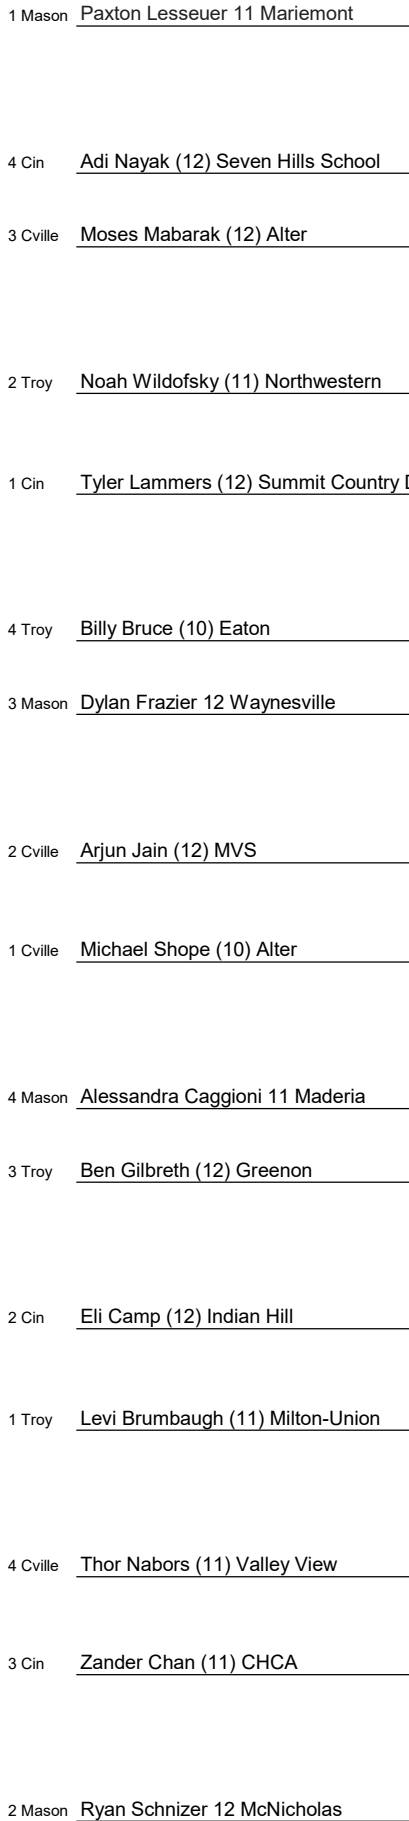 1 Mason Paxton Lesseuer 11 Mariemont
4 Cin Adi Nayak (12) Seven Hills School
3 Cville Moses Mabarak (12) Alter
2 Troy Noah Wildofsky (11) Northwestern
1 Cin Tyler Lammers (12) Summit Country
4 Troy Billy Bruce (10) Eaton
3 Mason Dylan Frazier 12 Waynesville
2 Cville Arjun Jain (12) MVS
1 Cville Michael Shope (10) Alter
4 Mason Alessandra Caggioni 11 Maderia
3 Troy Ben Gilbreth (12) Greenon
2 Cin Eli Camp (12) Indian Hill
1 Troy Levi Brumbaugh (11) Milton-Union
4 Cville Thor Nabors (11) Valley View
3 Cin Zander Chan (11) CHCA
2 Mason Ryan Schnizer 12 McNicholas